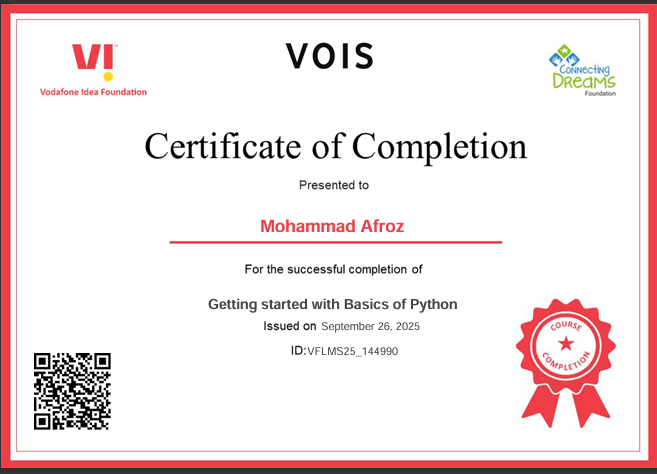 VI
VOIS
Vodafone Idea Foundation
CONNECTING
DREAMS
Foundation
Certificate of Completion
Presented to
Mohammad Afroz
For the successful completion of
Getting started with Basics of Python
Issued on September 26, 2025
ID:VFLMS25_144990
COURSE
COMPLETION